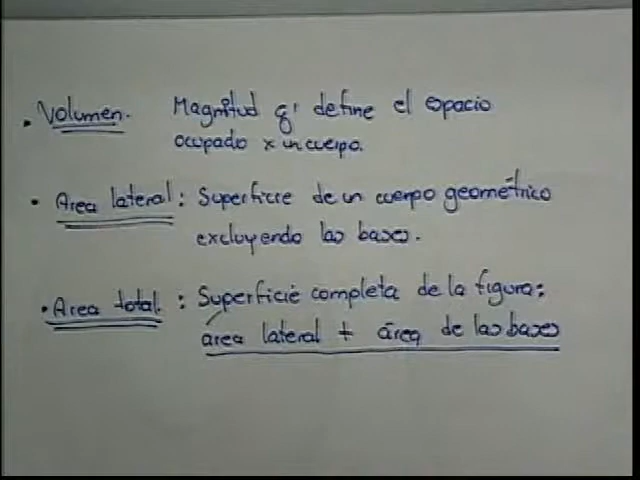 . Volumen. Magnitud q' define el espacio
ocupado x un cuerpo.
• Area lateral: Superficie de un cuerpo geométrico
excluyendo las bases.
• Area total: Superficie completa de la figura:
area lateral + área de las bases